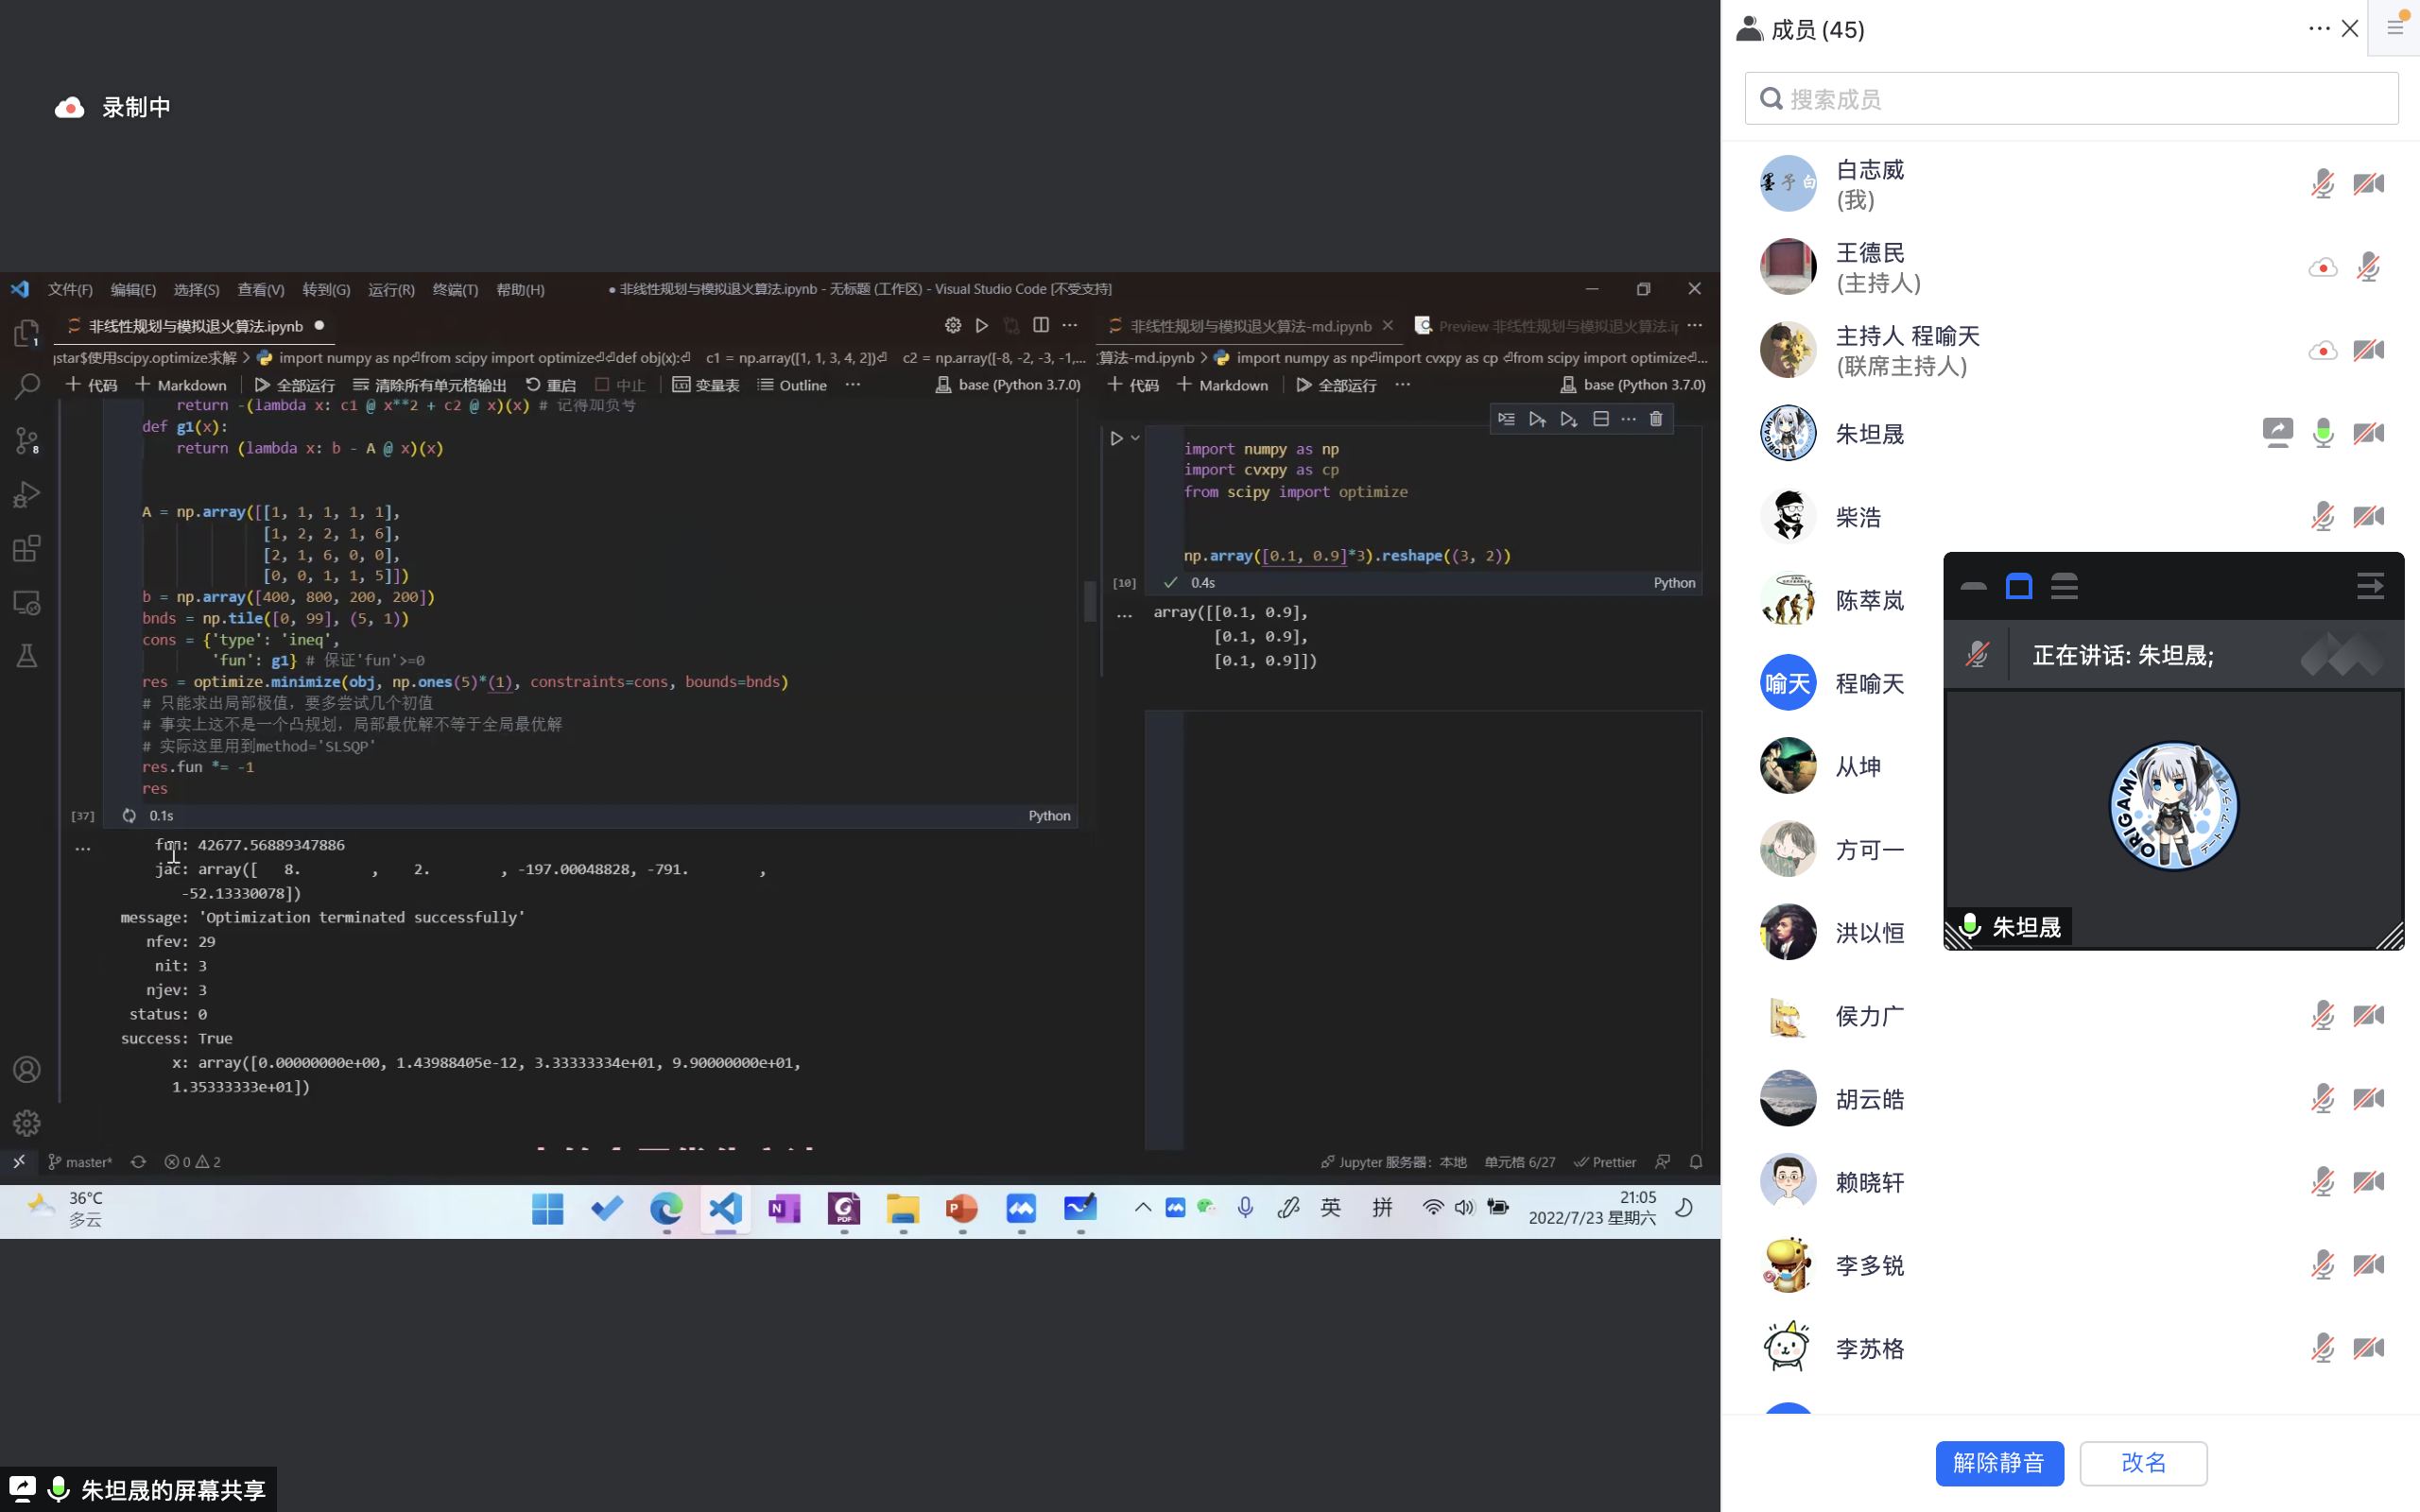 录制中
文件(F) 编辑(E) 选择(S) 查看(V) 转到(G) 运行(R) 终端(T) 帮助(H)
● 非线性规划与模拟退火算法.ipynb - 无标题 (工作区) - Visual Studio Code [不受支持]
非线性规划与模拟退火算法.ipynb ●
star$使用scipy.optimize求解 > import numpy as np⏎from scipy import optimize⏎⏎def obj(x):⏎ c1 = np.array([1, 1, 3, 4, 2])⏎ c2 = np.array([-8, -2, -3, -1,...
+ 代码 + Markdown 全部运行 清除所有单元格输出 重启 中止 变量表 Outline ··· base (Python 3.7.0)
return -(lambda x: c1 @ x**2 + c2 @ x)(x) # 记得加负号
def g1(x):
return (lambda x: b - A @ x)(x)
A = np.array([[1, 1, 1, 1, 1],
[1, 2, 2, 1, 6],
[2, 1, 6, 0, 0],
[0, 0, 1, 1, 5]])
b = np.array([400, 800, 200, 200])
bnds = np.tile([0, 99], (5, 1))
cons = {'type': 'ineq',
'fun': g1} # 保证'fun'>=0
res = optimize.minimize(obj, np.ones(5)*(1), constraints=cons, bounds=bnds)
# 只能求出局部极值，要多尝试几个初值
# 事实上这不是一个凸规划，局部最优解不等于全局最优解
# 实际这里用到method='SLSQP'
res.fun *= -1
res
[37] 0.1s Python
fun: 42677.56889347886
jac: array([ 8. , 2. , -197.00048828, -791. ,
-52.13330078])
message: 'Optimization terminated successfully'
nfev: 29
nit: 3
njev: 3
status: 0
success: True
x: array([0.00000000e+00, 1.43988405e-12, 3.33333334e+01, 9.90000000e+01,
1.35333333e+01])
非线性规划与模拟退火算法-md.ipynb × Preview 非线性规划与模拟退火算法.ip ···
算法-md.ipynb > import numpy as np⏎import cvxpy as cp ⏎from scipy import optimize⏎...
+ 代码 + Markdown 全部运行 ··· base (Python 3.7.0)
import numpy as np
import cvxpy as cp
from scipy import optimize
np.array([0.1, 0.9]*3).reshape((3, 2))
[10] ✓ 0.4s Python
array([[0.1, 0.9],
[0.1, 0.9],
[0.1, 0.9]])
1
8
master* 0 2
Jupyter 服务器：本地 单元格 6/27 Prettier
36°C
多云
英 拼
21:05
2022/7/23 星期六
朱坦晟的屏幕共享
成员 (45)
搜索成员
墨予白
白志威
(我)
王德民
(主持人)
主持人 程喻天
(联席主持人)
朱坦晟
柴浩
陈萃岚
喻天 程喻天
从坤
方可一
洪以恒
侯力广
胡云皓
赖晓轩
李多锐
李苏格
正在讲话: 朱坦晟;
ORIGAMI
朱坦晟
解除静音 改名